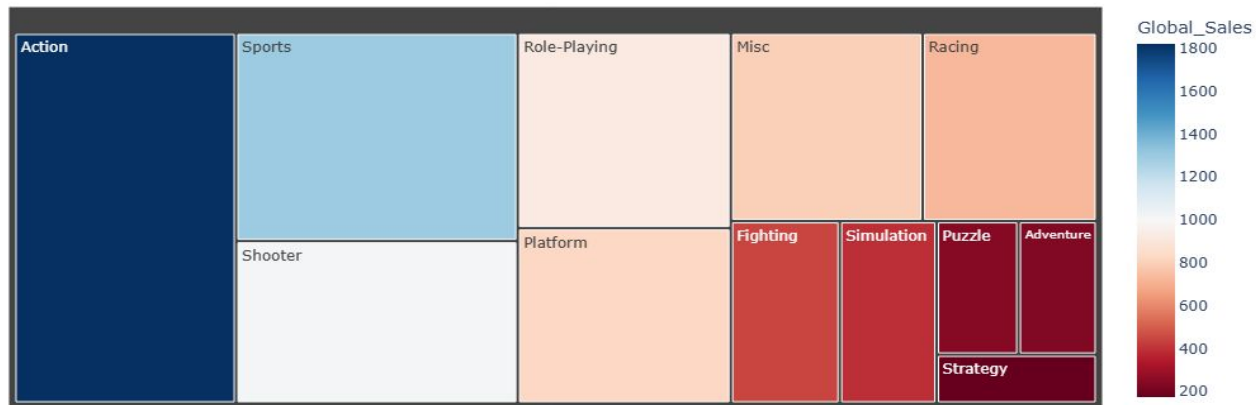 Action
Sports
Role-Playing
Misc
Racing
Shooter
Platform
Fighting
Simulation
Puzzle
Adventure
Strategy
Global_Sales
1800
1600
1400
1200
1000
800
600
400
200